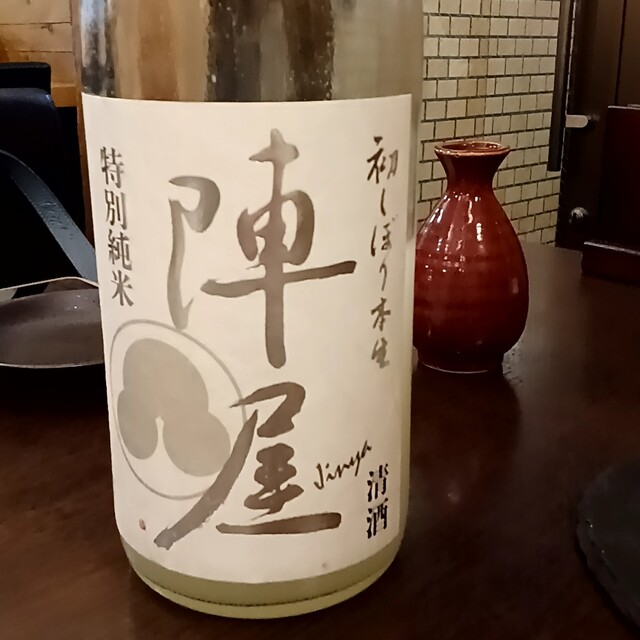 初しぼり本生
陣屋
Jinya
清酒
特別純米